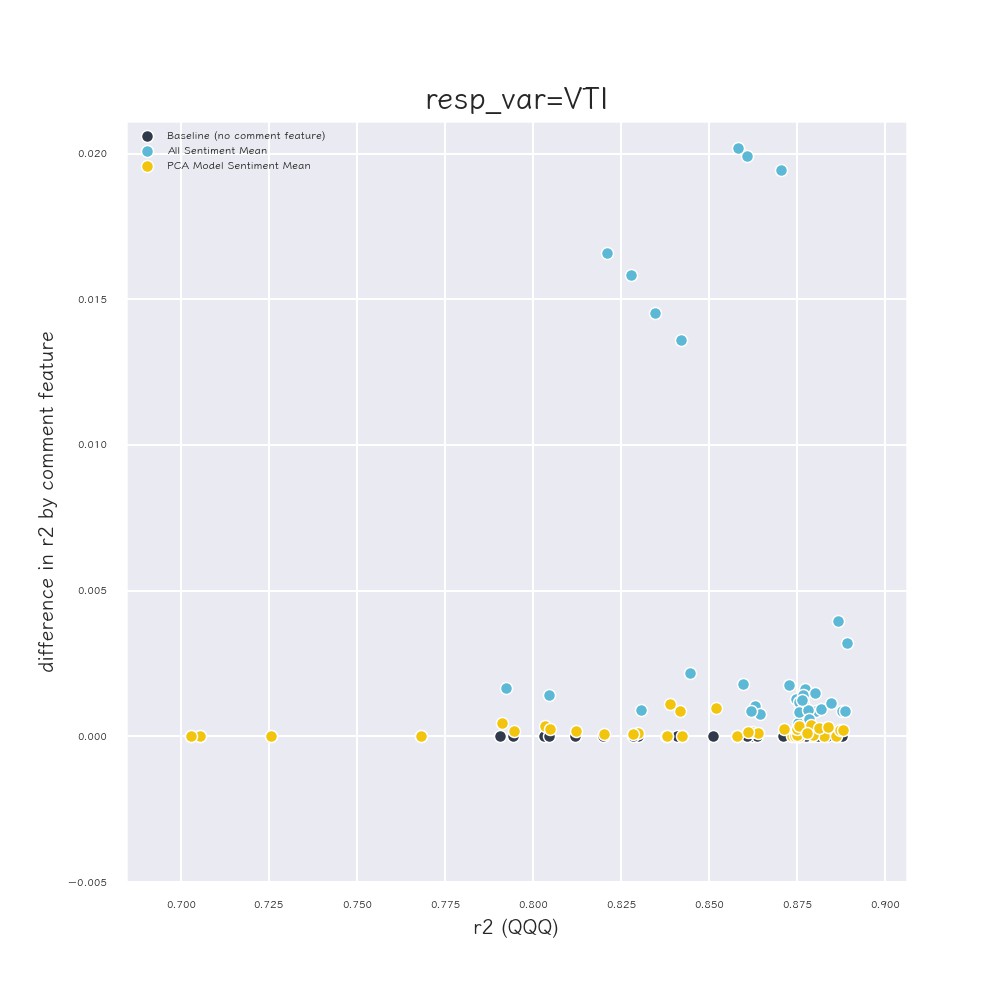 resp_var=VTI
Baseline (no comment feature)
All Sentiment Mean
PCA Model Sentiment Mean
0.020
0.015
0.010
0.005
0.000
−0.005
difference in r2 by comment feature
0.700 0.725 0.750 0.775 0.800 0.825 0.850 0.875 0.900
r2 (QQQ)